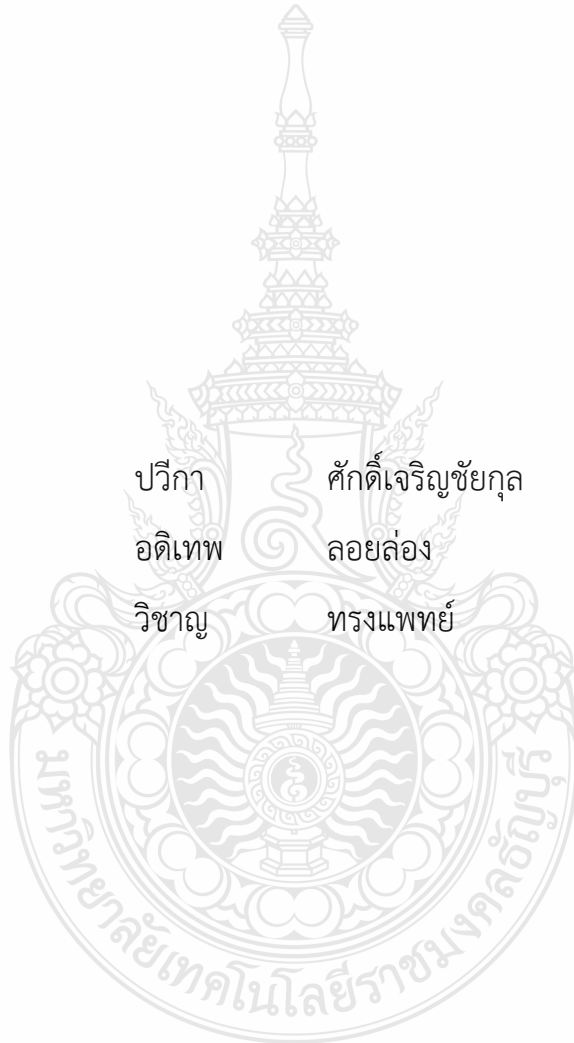 ปวีกา ศักดิ์เจริญชัยกุล
อดิเทพ ลอยล่อง
วิชาญ ทรงแพทย์
มหาวิทยาลัยเทคโนโลยีราชมงคลธัญบุรี